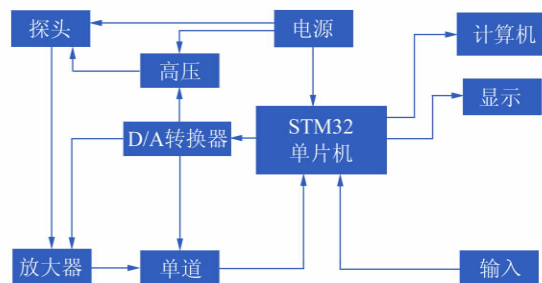 探头
电源
计算机
高压
显示
D/A转换器
STM32
单片机
放大器
单道
输入